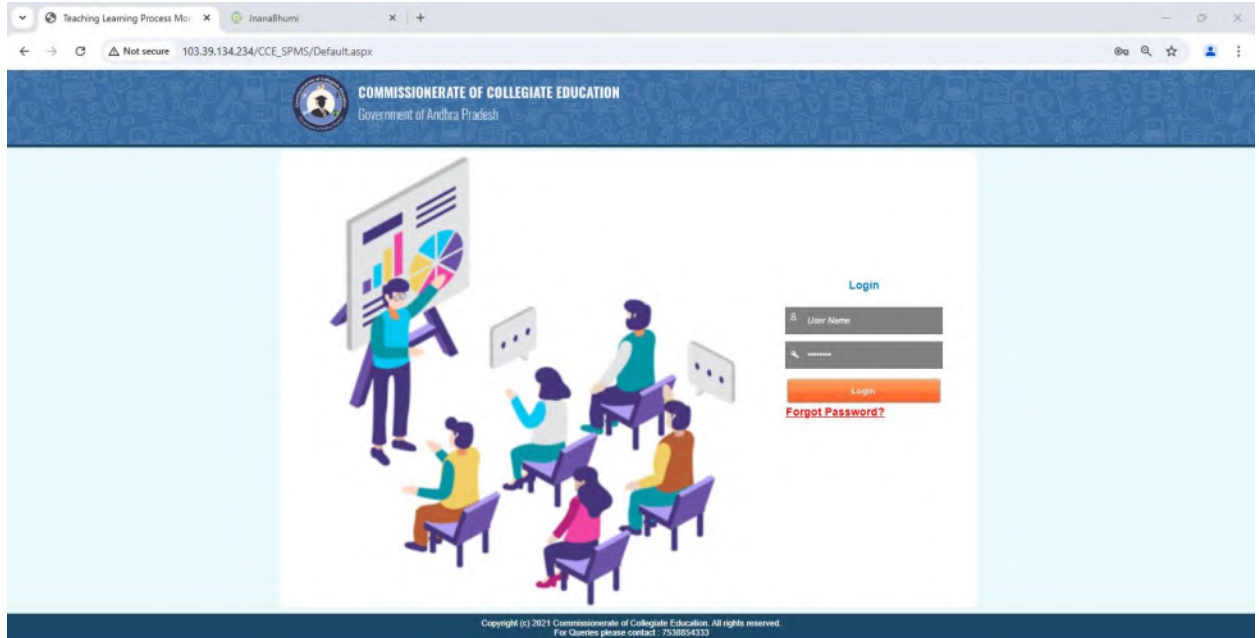 Teaching Learning Process Mon
JnanaBhumi
Not secure 103.39.134.234/CCE_SPMS/Default.aspx
COMMISSIONERATE OF COLLEGIATE EDUCATION
Government of Andhra Pradesh
Login
User Name
Login
Forgot Password?
Copyright (c) 2021 Commissionerate of Collegiate Education. All rights reserved.
For Queries please contact : 7538854333